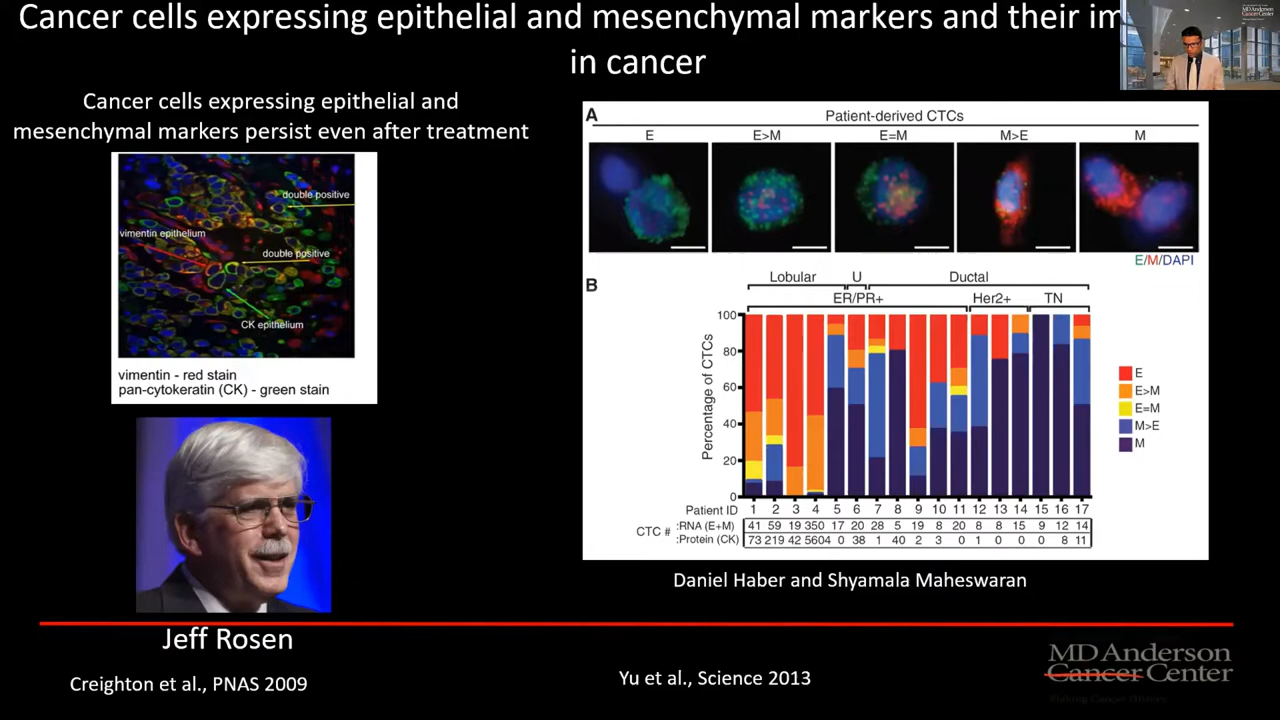 Cancer cells expressing epithelial and mesenchymal markers and their
in cancer
Cancer cells expressing epithelial and
mesenchymal markers persist even after treatment
double positive
vimentin epithelium
double positive
CK epithelium
vimentin - red stain
pan-cytokeratin (CK) - green stain
Jeff Rosen
Creighton et al., PNAS 2009
A
Patient-derived CTCs
E E>M E=M M>E M
E/M/DAPI
B
Lobular U Ductal
ER/PR+ Her2+ TN
Percentage of CTCs
100
80
60
40
20
0
E
E>M
E=M
M>E
M
Patient ID 1 2 3 4 5 6 7 8 9 10 11 12 13 14 15 16 17
CTC #
:RNA (E+M) 41 59 19 350 17 20 28 5 19 8 20 8 8 15 9 12 14
:Protein (CK) 73 219 42 5604 0 38 1 40 2 3 0 1 0 0 0 8 11
Daniel Haber and Shyamala Maheswaran
Yu et al., Science 2013
MD Anderson
Cancer Center
Making Cancer History
MD Anderson
Cancer Center